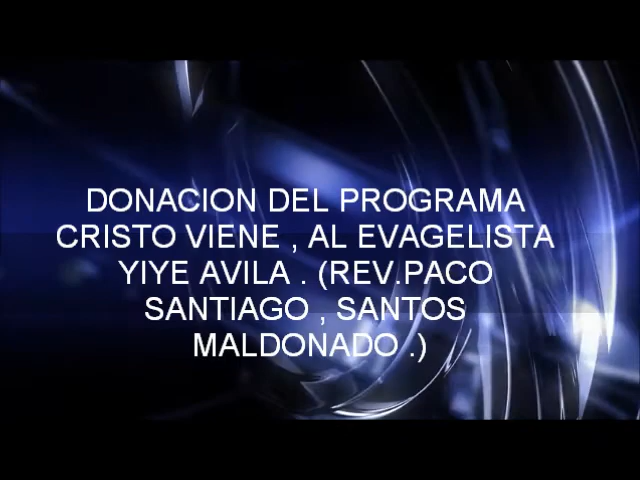 DONACION DEL PROGRAMA
CRISTO VIENE , AL EVAGELISTA
YIYE AVILA . (REV.PACO
SANTIAGO , SANTOS
MALDONADO .)